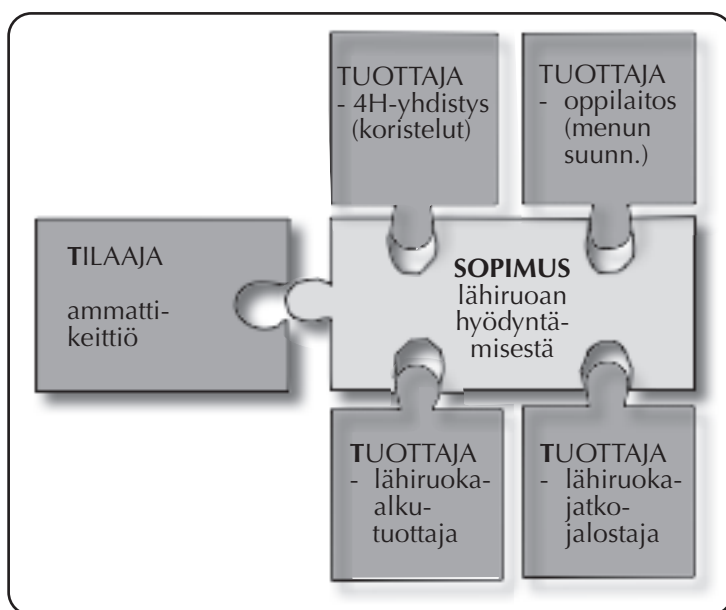 TUOTTAJA
- 4H-yhdistys
(koristelut)
TUOTTAJA
- oppilaitos
(menun
suunn.)
TILAAJA
ammatti-
keittiö
SOPIMUS
lähiruoan
hyödyntä-
misestä
TUOTTAJA
- lähiruoka-
alku-
tuottaja
TUOTTAJA
- lähiruoka-
jatko-
jalostaja